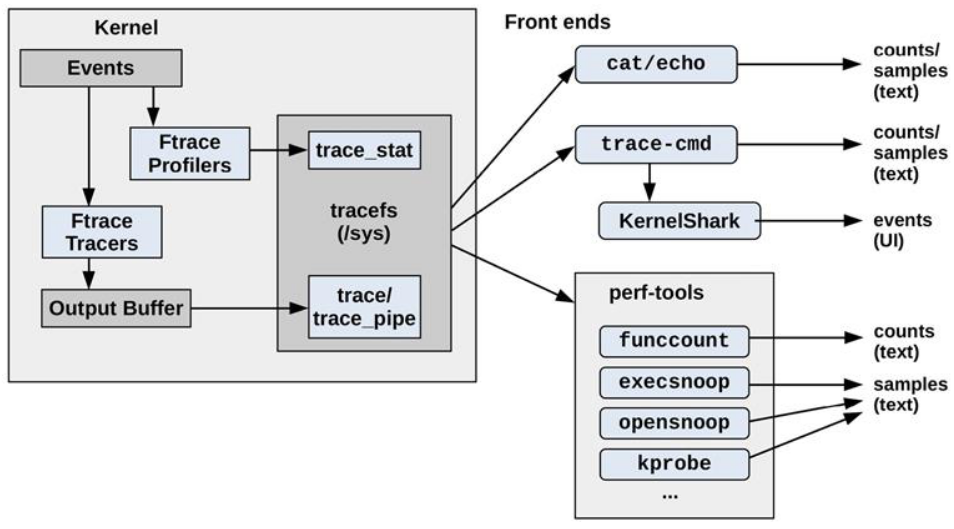 Kernel
Events
Ftrace
Profilers
Ftrace
Tracers
Output Buffer
trace_stat
tracefs
(/sys)
trace/
trace_pipe
Front ends
cat/echo
counts/
samples
(text)
trace-cmd
counts/
samples
(text)
KernelShark
events
(UI)
perf-tools
funccount
counts
(text)
execsnoop
opensnoop
kprobe
...
samples
(text)